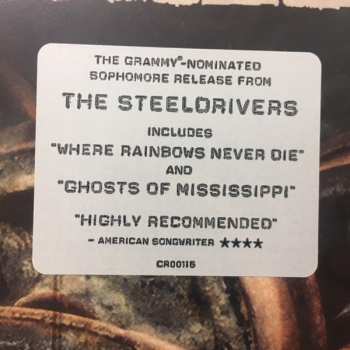 THE GRAMMY®-NOMINATED
SOPHOMORE RELEASE FROM
THE STEELDRIVERS
INCLUDES
"WHERE RAINBOWS NEVER DIE"
AND
"GHOSTS OF MISSISSIPPI"
"HIGHLY RECOMMENDED"
– AMERICAN SONGWRITER ★★★★
CR00116